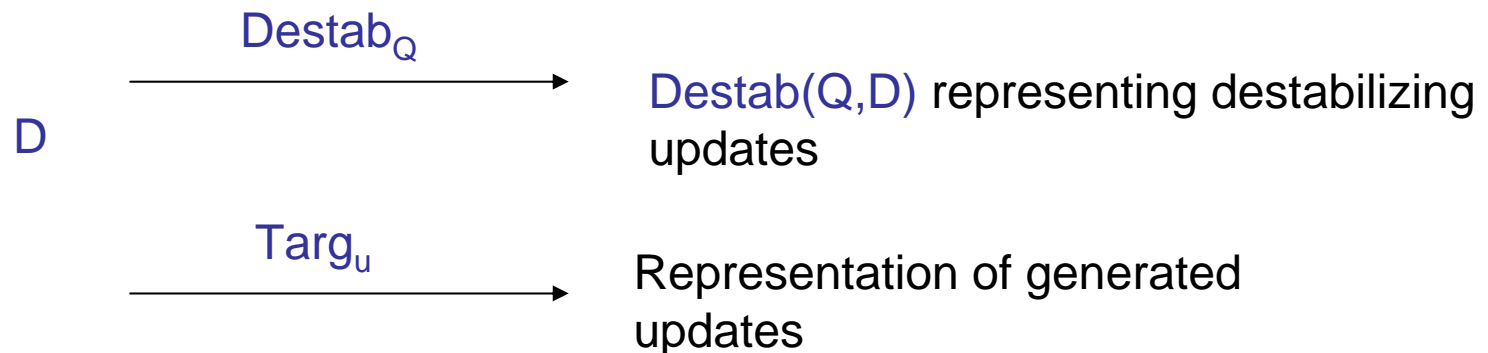 Destab_Q
Destab(Q,D) representing destabilizing
updates
D
Targ_u
Representation of generated
updates